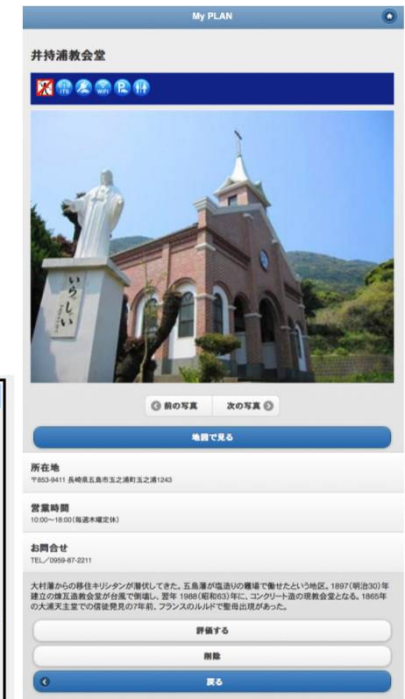 My PLAN
井持浦教会堂
ITS
WiFi
P
前の写真 次の写真
地図で見る
所在地
〒853-9411 長崎県五島市玉之浦町玉之浦1243
営業時間
10:00～18:00(毎週木曜定休)
お問合せ
TEL／0959-87-2211
大村藩からの移住キリシタンが潜伏してきた。五島藩が塩造りの竈場で働せたという地区。1897(明治30)年
建立の煉瓦造教会堂が台風で倒壊し、翌年 1988(昭和63)年に、コンクリート造の現教会堂となる。1865年
の大浦天主堂での信徒発見の7年前、フランスのルルドで聖母出現があった。
評価する
削除
戻る